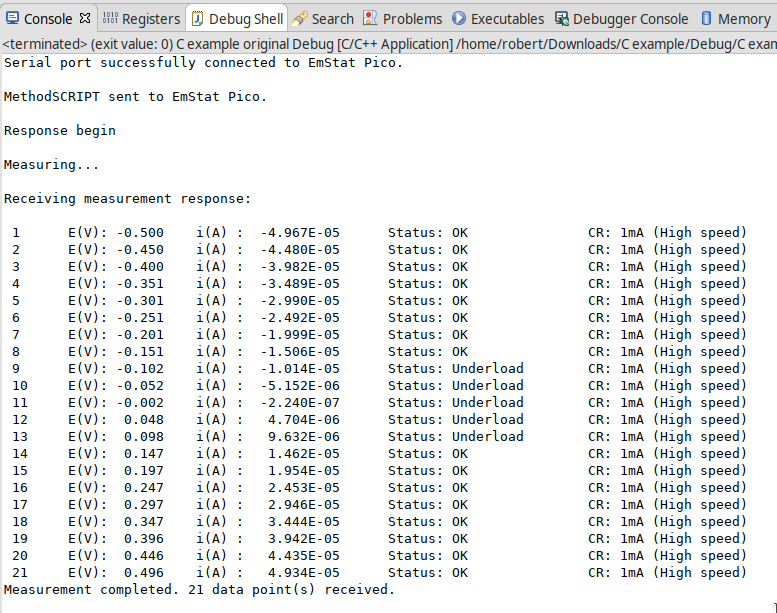 Console Registers Debug Shell Search Problems Executables Debugger Console Memory
<terminated> (exit value: 0) C example original Debug [C/C++ Application] /home/robert/Downloads/C example/Debug/C exam
Serial port successfully connected to EmStat Pico.
MethodSCRIPT sent to EmStat Pico.
Response begin
Measuring...
Receiving measurement response:
1 E(V): -0.500 i(A) : -4.967E-05 Status: OK CR: 1mA (High speed)
2 E(V): -0.450 i(A) : -4.480E-05 Status: OK CR: 1mA (High speed)
3 E(V): -0.400 i(A) : -3.982E-05 Status: OK CR: 1mA (High speed)
4 E(V): -0.351 i(A) : -3.489E-05 Status: OK CR: 1mA (High speed)
5 E(V): -0.301 i(A) : -2.990E-05 Status: OK CR: 1mA (High speed)
6 E(V): -0.251 i(A) : -2.492E-05 Status: OK CR: 1mA (High speed)
7 E(V): -0.201 i(A) : -1.999E-05 Status: OK CR: 1mA (High speed)
8 E(V): -0.151 i(A) : -1.506E-05 Status: OK CR: 1mA (High speed)
9 E(V): -0.102 i(A) : -1.014E-05 Status: Underload CR: 1mA (High speed)
10 E(V): -0.052 i(A) : -5.152E-06 Status: Underload CR: 1mA (High speed)
11 E(V): -0.002 i(A) : -2.240E-07 Status: Underload CR: 1mA (High speed)
12 E(V): 0.048 i(A) : 4.704E-06 Status: Underload CR: 1mA (High speed)
13 E(V): 0.098 i(A) : 9.632E-06 Status: Underload CR: 1mA (High speed)
14 E(V): 0.147 i(A) : 1.462E-05 Status: OK CR: 1mA (High speed)
15 E(V): 0.197 i(A) : 1.954E-05 Status: OK CR: 1mA (High speed)
16 E(V): 0.247 i(A) : 2.453E-05 Status: OK CR: 1mA (High speed)
17 E(V): 0.297 i(A) : 2.946E-05 Status: OK CR: 1mA (High speed)
18 E(V): 0.347 i(A) : 3.444E-05 Status: OK CR: 1mA (High speed)
19 E(V): 0.396 i(A) : 3.942E-05 Status: OK CR: 1mA (High speed)
20 E(V): 0.446 i(A) : 4.435E-05 Status: OK CR: 1mA (High speed)
21 E(V): 0.496 i(A) : 4.934E-05 Status: OK CR: 1mA (High speed)
Measurement completed. 21 data point(s) received.